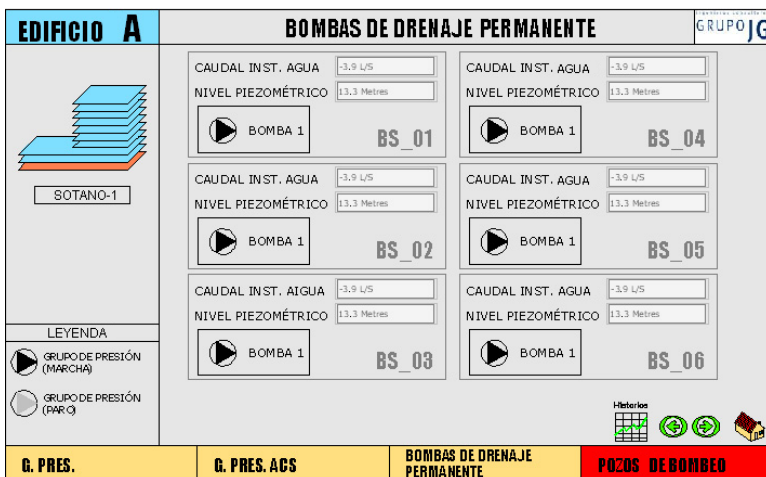 EDIFICIO A
BOMBAS DE DRENAJE PERMANENTE
GRUPO JG
SOTANO-1
CAUDAL INST. AGUA -3.9 L/S
NIVEL PIEZOMÉTRICO 13.3 Metres
BOMBA 1
BS_01
CAUDAL INST. AGUA -3.9 L/S
NIVEL PIEZOMÉTRICO 13.3 Metres
BOMBA 1
BS_04
CAUDAL INST. AGUA -3.9 L/S
NIVEL PIEZOMÉTRICO 13.3 Metres
BOMBA 1
BS_02
CAUDAL INST. AGUA -3.9 L/S
NIVEL PIEZOMÉTRICO 13.3 Metres
BOMBA 1
BS_05
CAUDAL INST. AIGUA -3.9 L/S
NIVEL PIEZOMÉTRICO 13.3 Metres
BOMBA 1
BS_03
CAUDAL INST. AGUA -3.9 L/S
NIVEL PIEZOMÉTRICO 13.3 Metres
BOMBA 1
BS_06
LEYENDA
GRUPO DE PRESIÓN
(MARCHA)
GRUPO DE PRESIÓN
(PARO)
Historics
G. PRES.
G. PRES. ACS
BOMBAS DE DRENAJE
PERMANENTE
POZOS DE BOMBEO